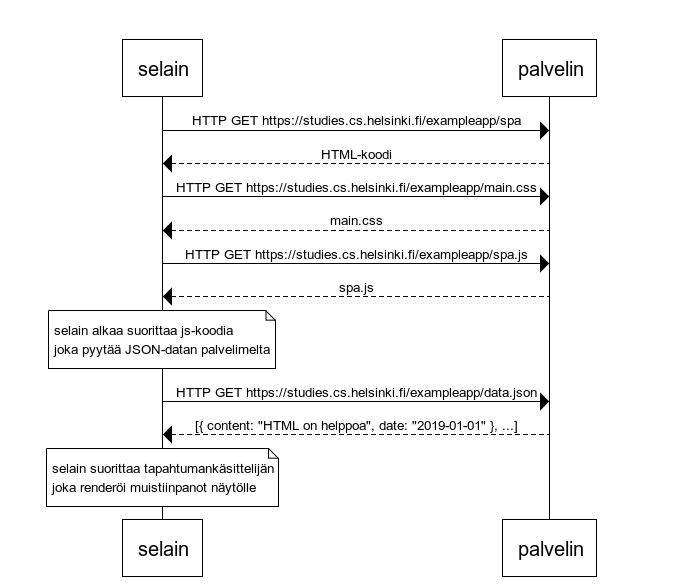 selain palvelin
HTTP GET https://studies.cs.helsinki.fi/exampleapp/spa
HTML-koodi
HTTP GET https://studies.cs.helsinki.fi/exampleapp/main.css
main.css
HTTP GET https://studies.cs.helsinki.fi/exampleapp/spa.js
spa.js
selain alkaa suorittaa js-koodia
joka pyytää JSON-datan palvelimelta
HTTP GET https://studies.cs.helsinki.fi/exampleapp/data.json
[{ content: "HTML on helppoa", date: "2019-01-01" }, ...]
selain suorittaa tapahtumankäsittelijän
joka renderöi muistiinpanot näytölle
selain palvelin